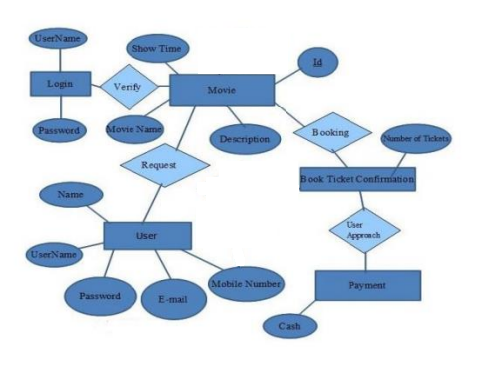 UserName
Show Time
Id
Login
Verify
Movie
Password
Movie Name
Description
Booking
Number of Tickets
Request
Book Ticket Confirmation
Name
User
User
Approach
UserName
Password
E-mail
Mobile Number
Payment
Cash